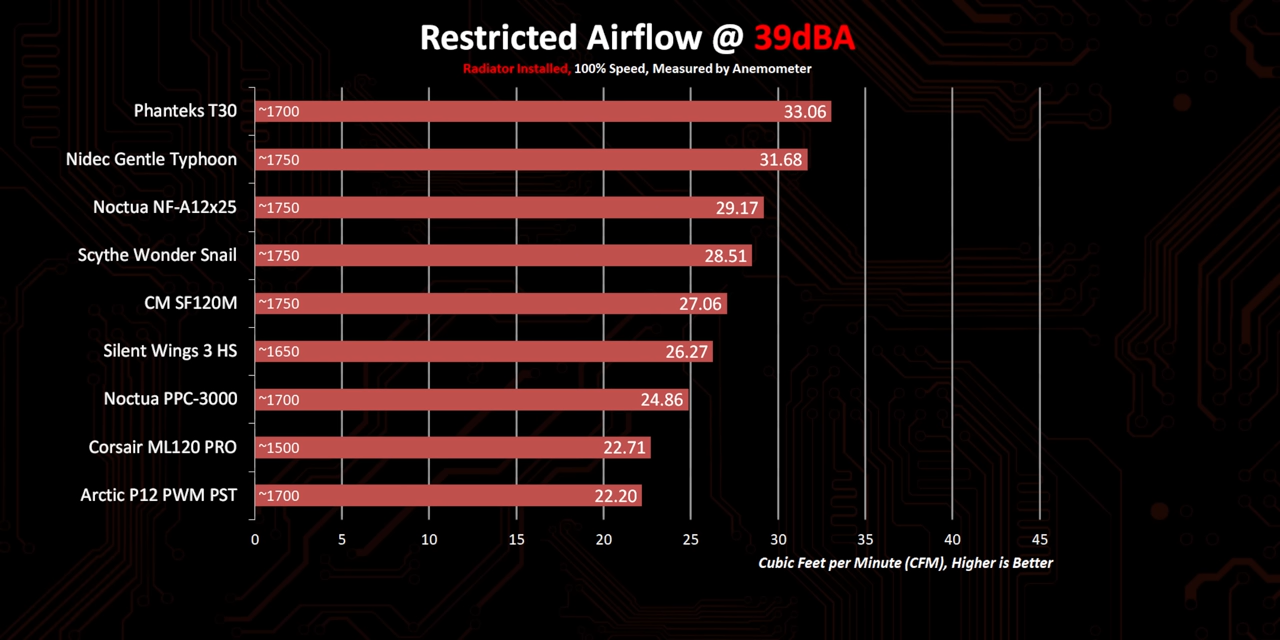 Restricted Airflow @ 39dBA
Radiator Installed, 100% Speed, Measured by Anemometer
Phanteks T30 ~1700 33.06
Nidec Gentle Typhoon ~1750 31.68
Noctua NF-A12x25 ~1750 29.17
Scythe Wonder Snail ~1750 28.51
CM SF120M ~1750 27.06
Silent Wings 3 HS ~1650 26.27
Noctua PPC-3000 ~1700 24.86
Corsair ML120 PRO ~1500 22.71
Arctic P12 PWM PST ~1700 22.20
0 5 10 15 20 25 30 35 40 45
Cubic Feet per Minute (CFM), Higher is Better